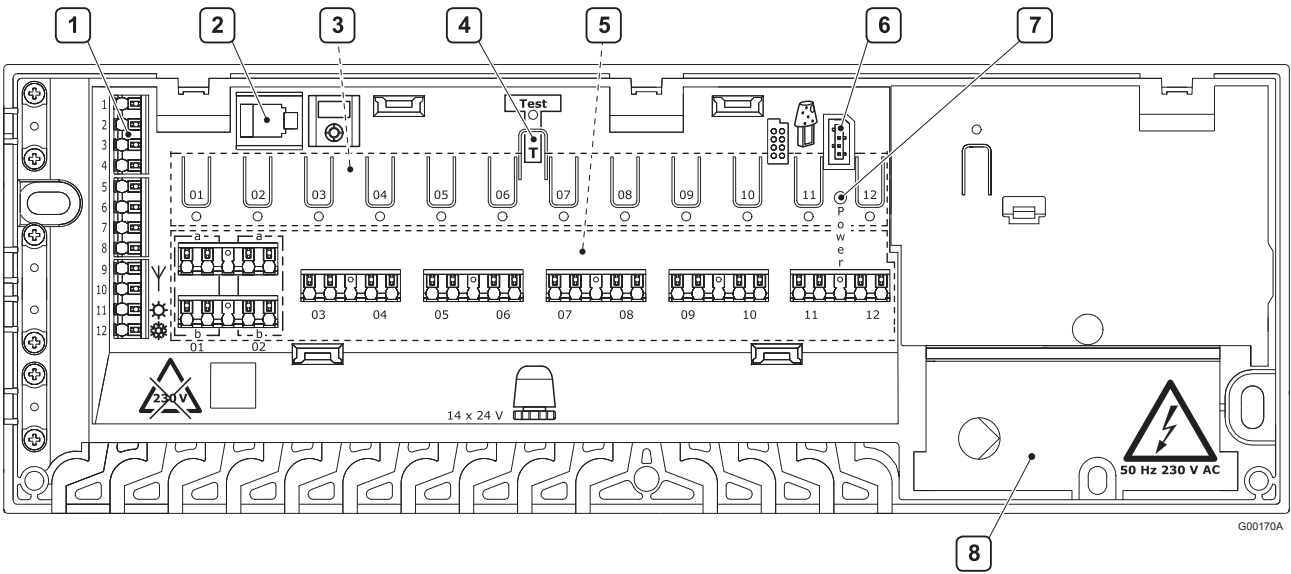 1 2 3 4 5 6 7
Test
T
1
2
3
4
5
6
7
8
9
10
11
12
01 02 03 04 05 06 07 08 09 10 11 12
Power
a a
b b
01 02
03 04 05 06 07 08 09 10 11 12
230 V
14 x 24 V
50 Hz 230 V AC
G00170A
8